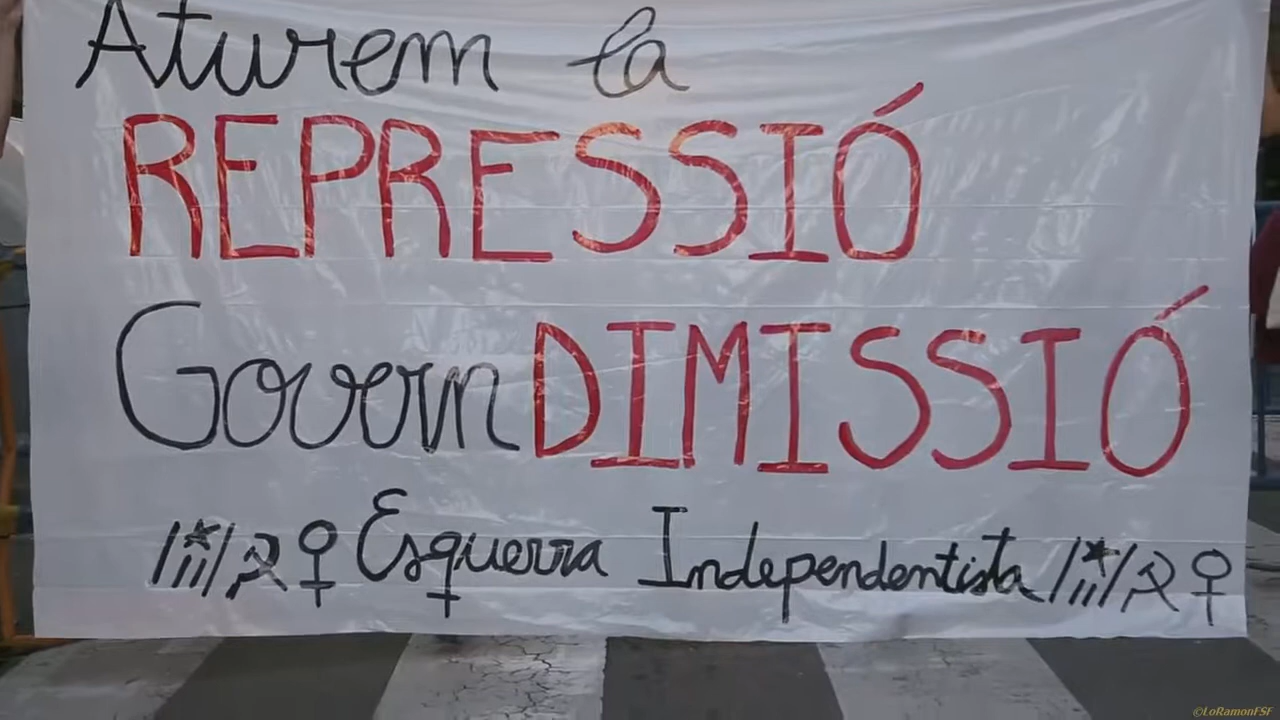 Aturem la
REPRESSIÓ
Govern DIMISSIÓ
Esquerra Independentista
©LoRamonFSF